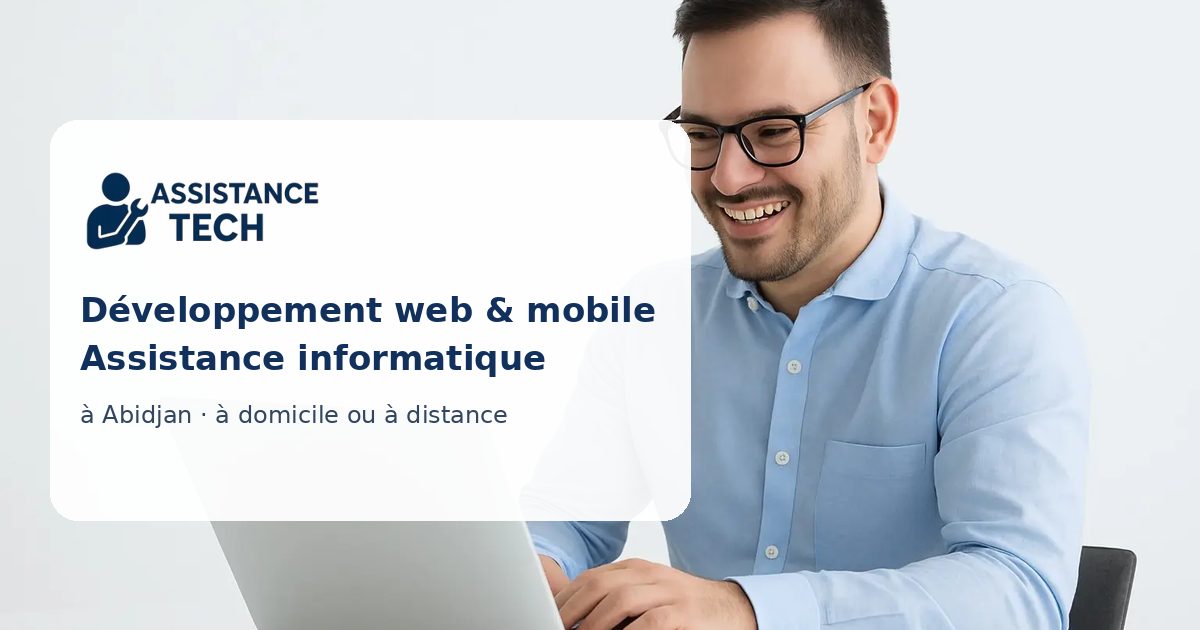 ASSISTANCE
TECH
Développement web & mobile
Assistance informatique
à Abidjan · à domicile ou à distance